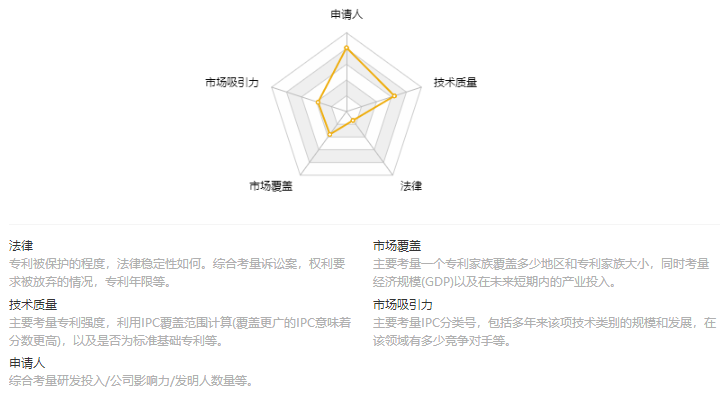 申请人
市场吸引力
技术质量
市场覆盖
法律
法律
专利被保护的程度，法律稳定性如何。综合考量诉讼案，权利要
求被放弃的情况，专利年限等。
技术质量
主要考量专利强度，利用IPC覆盖范围计算(覆盖更广的IPC意味着
分数更高)，以及是否为标准基础专利等。
申请人
综合考量研发投入/公司影响力/发明人数量等。
市场覆盖
主要考量一个专利家族覆盖多少地区和专利家族大小，同时考量
经济规模(GDP)以及在未来短期内的产业投入。
市场吸引力
主要考量IPC分类号，包括多年来该项技术类别的规模和发展，在
该领域有多少竞争对手等。